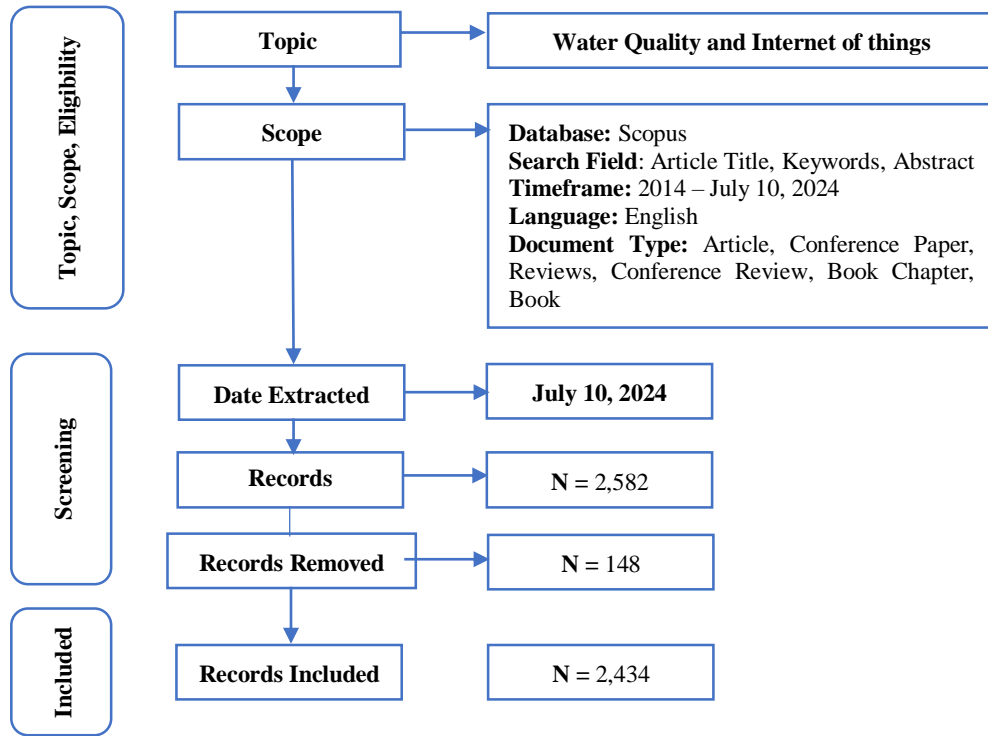 Topic, Scope, Eligibility
Topic
Water Quality and Internet of things
Scope
Database: Scopus
Search Field: Article Title, Keywords, Abstract
Timeframe: 2014 – July 10, 2024
Language: English
Document Type: Article, Conference Paper,
Reviews, Conference Review, Book Chapter,
Book
Screening
Date Extracted
July 10, 2024
Records
N = 2,582
Records Removed
N = 148
Included
Records Included
N = 2,434